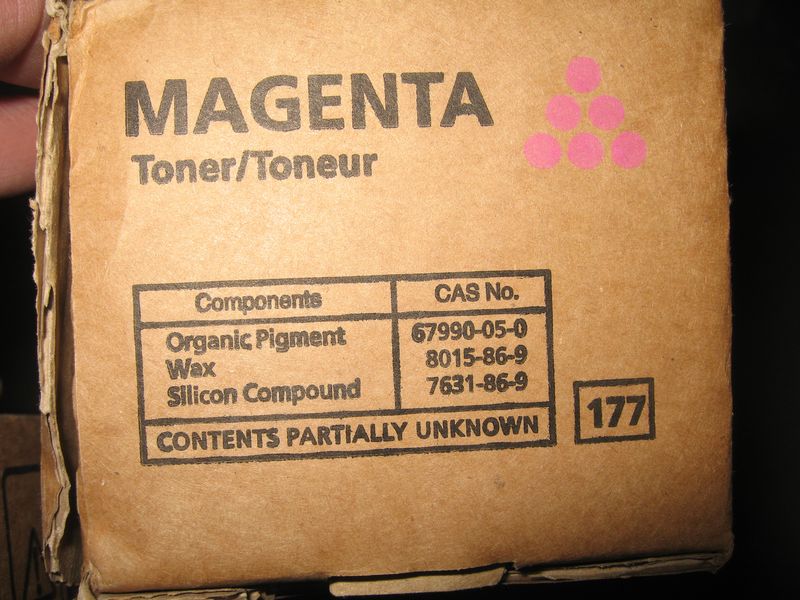 MAGENTA
Toner/Toneur
Components CAS No.
Organic Pigment 67990-05-0
Wax 8015-86-9
Silicon Compound 7631-86-9
CONTENTS PARTIALLY UNKNOWN
177